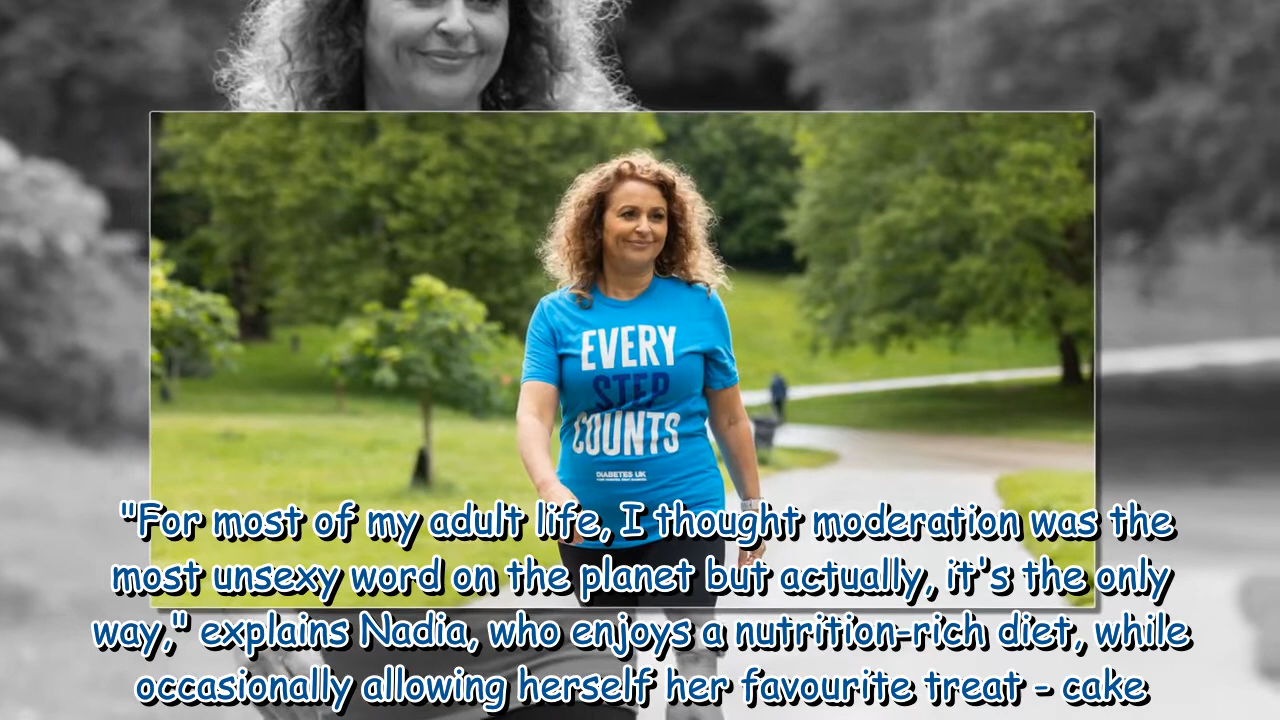 EVERY
STEP
COUNTS
DIABETES UK
"For most of my adult life, I thought moderation was the
most unsexy word on the planet but actually, it's the only
way," explains Nadia, who enjoys a nutrition-rich diet, while
occasionally allowing herself her favourite treat - cake